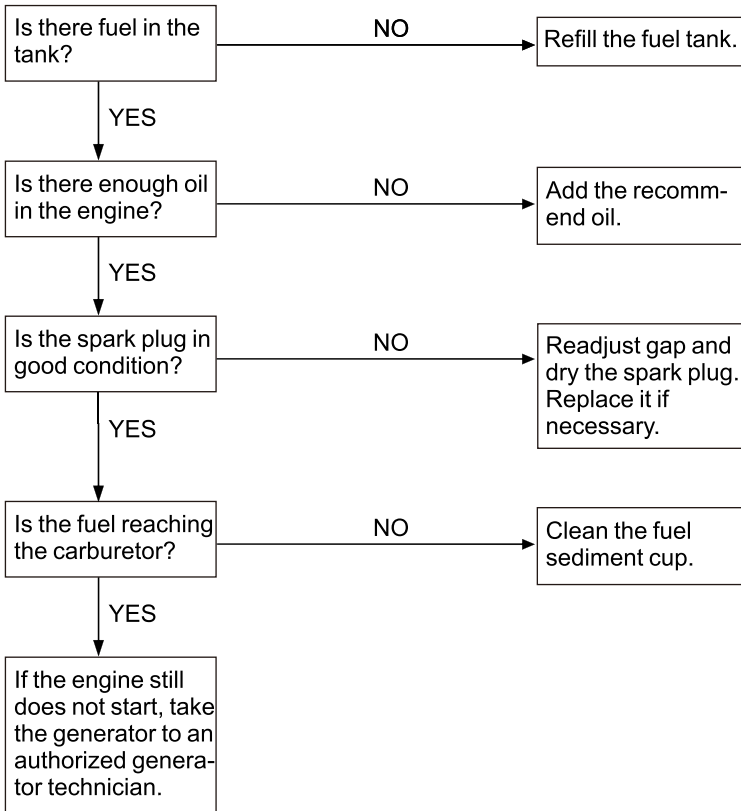 Is there fuel in the
tank?
NO
Refill the fuel tank.
YES
Is there enough oil
in the engine?
NO
Add the recomm-
end oil.
YES
Is the spark plug in
good condition?
NO
Readjust gap and
dry the spark plug.
Replace it if
necessary.
YES
Is the fuel reaching
the carburetor?
NO
Clean the fuel
sediment cup.
YES
If the engine still
does not start, take
the generator to an
authorized genera-
tor technician.